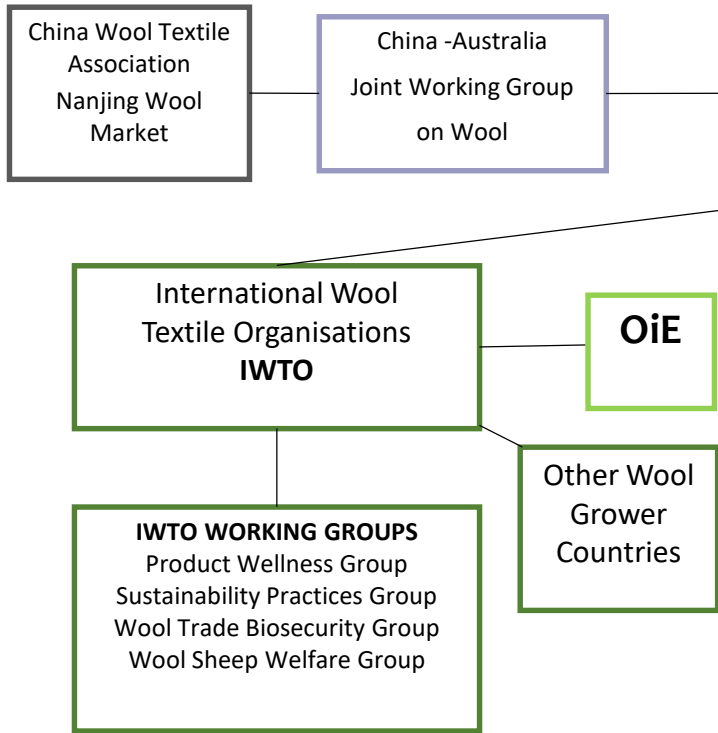 China Wool Textile
Association
Nanjing Wool
Market
China -Australia
Joint Working Group
on Wool
International Wool
Textile Organisations
IWTO
OiE
Other Wool
Grower
Countries
IWTO WORKING GROUPS
Product Wellness Group
Sustainability Practices Group
Wool Trade Biosecurity Group
Wool Sheep Welfare Group